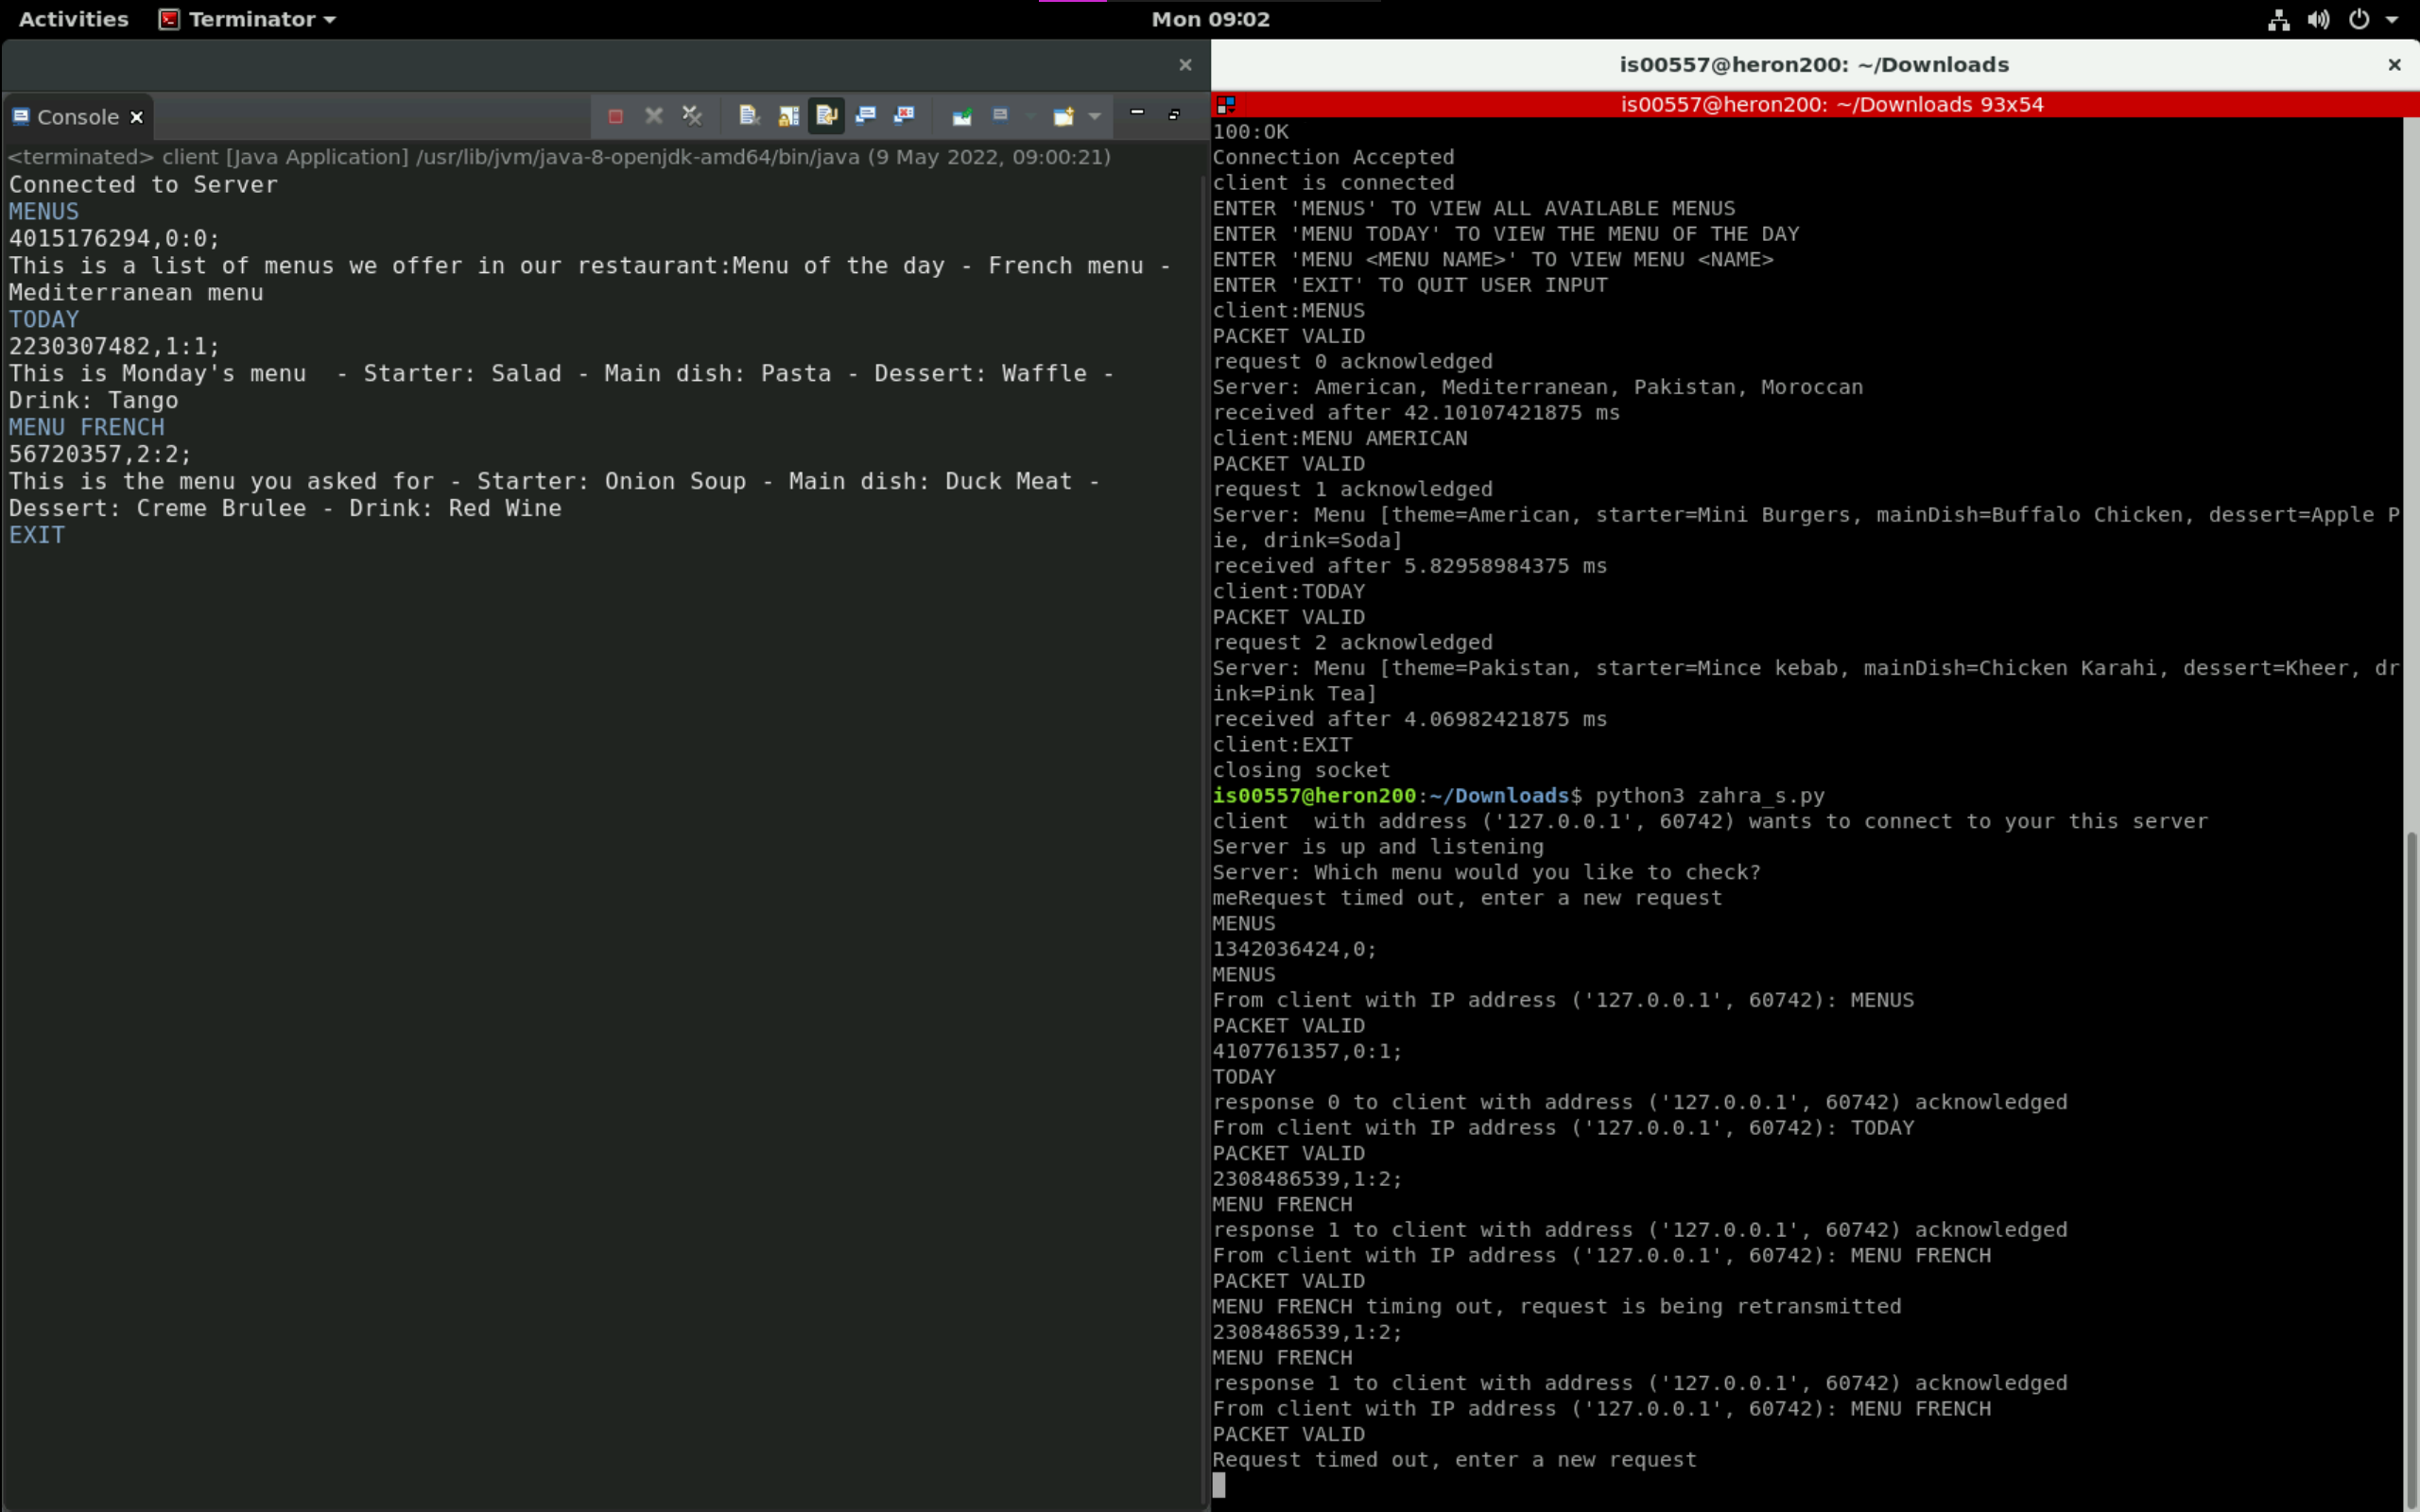 Activities Terminator Mon 09:02
is00557@heron200: ~/Downloads
Console
<terminated> client [Java Application] /usr/lib/jvm/java-8-openjdk-amd64/bin/java (9 May 2022, 09:00:21)
Connected to Server
MENUS
4015176294,0:0;
This is a list of menus we offer in our restaurant:Menu of the day - French menu -
Mediterranean menu
TODAY
2230307482,1:1;
This is Monday's menu  - Starter: Salad - Main dish: Pasta - Dessert: Waffle -
Drink: Tango
MENU FRENCH
56720357,2:2;
This is the menu you asked for - Starter: Onion Soup - Main dish: Duck Meat -
Dessert: Creme Brulee - Drink: Red Wine
EXIT
is00557@heron200: ~/Downloads 93x54
100:OK
Connection Accepted
client is connected
ENTER 'MENUS' TO VIEW ALL AVAILABLE MENUS
ENTER 'MENU TODAY' TO VIEW THE MENU OF THE DAY
ENTER 'MENU <MENU NAME>' TO VIEW MENU <NAME>
ENTER 'EXIT' TO QUIT USER INPUT
client:MENUS
PACKET VALID
request 0 acknowledged
Server: American, Mediterranean, Pakistan, Moroccan
received after 42.10107421875 ms
client:MENU AMERICAN
PACKET VALID
request 1 acknowledged
Server: Menu [theme=American, starter=Mini Burgers, mainDish=Buffalo Chicken, dessert=Apple P
ie, drink=Soda]
received after 5.82958984375 ms
client:TODAY
PACKET VALID
request 2 acknowledged
Server: Menu [theme=Pakistan, starter=Mince kebab, mainDish=Chicken Karahi, dessert=Kheer, dr
ink=Pink Tea]
received after 4.06982421875 ms
client:EXIT
closing socket
is00557@heron200:~/Downloads$ python3 zahra_s.py
client  with address ('127.0.0.1', 60742) wants to connect to your this server
Server is up and listening
Server: Which menu would you like to check?
meRequest timed out, enter a new request
MENUS
1342036424,0;
MENUS
From client with IP address ('127.0.0.1', 60742): MENUS
PACKET VALID
4107761357,0:1;
TODAY
response 0 to client with address ('127.0.0.1', 60742) acknowledged
From client with IP address ('127.0.0.1', 60742): TODAY
PACKET VALID
2308486539,1:2;
MENU FRENCH
response 1 to client with address ('127.0.0.1', 60742) acknowledged
From client with IP address ('127.0.0.1', 60742): MENU FRENCH
PACKET VALID
MENU FRENCH timing out, request is being retransmitted
2308486539,1:2;
MENU FRENCH
response 1 to client with address ('127.0.0.1', 60742) acknowledged
From client with IP address ('127.0.0.1', 60742): MENU FRENCH
PACKET VALID
Request timed out, enter a new request